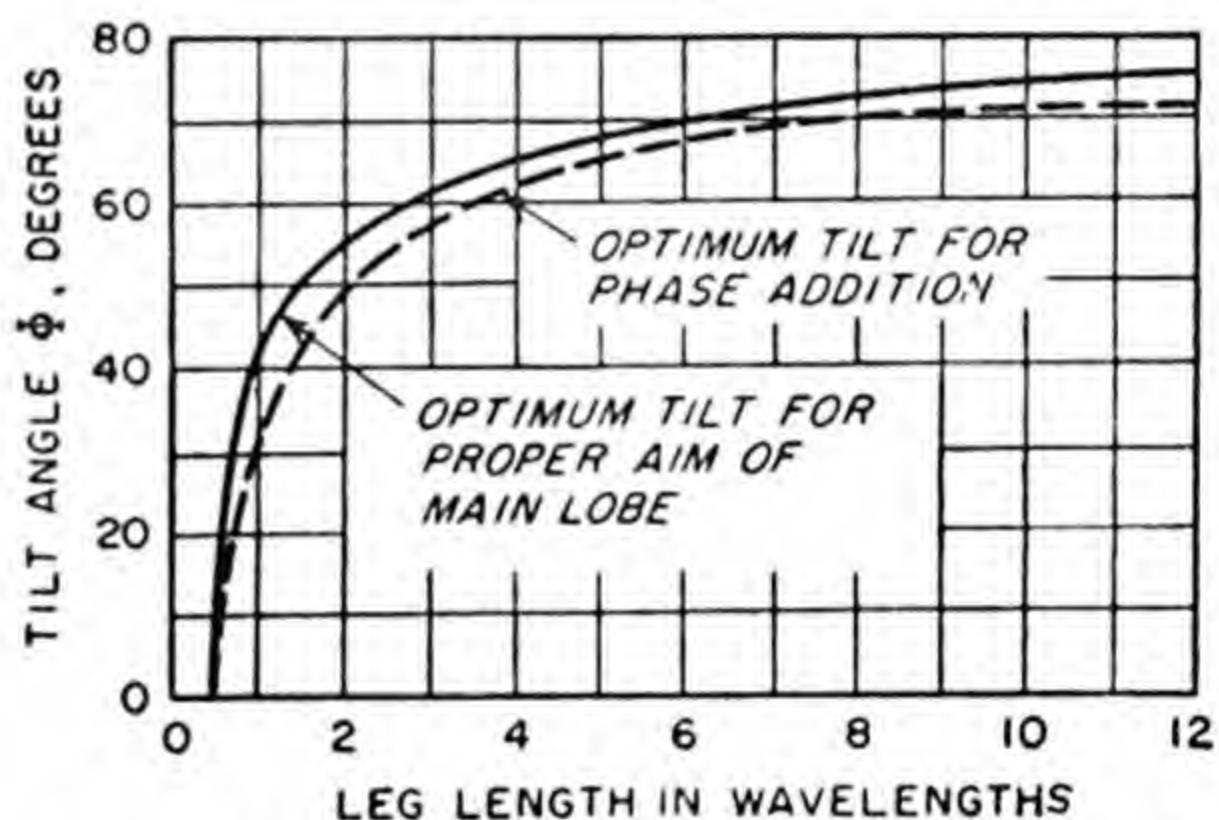 80
60
40
20
0
TILT ANGLE Φ, DEGREES
OPTIMUM TILT FOR
PHASE ADDITION
OPTIMUM TILT FOR
PROPER AIM OF
MAIN LOBE
0 2 4 6 8 10 12
LEG LENGTH IN WAVELENGTHS